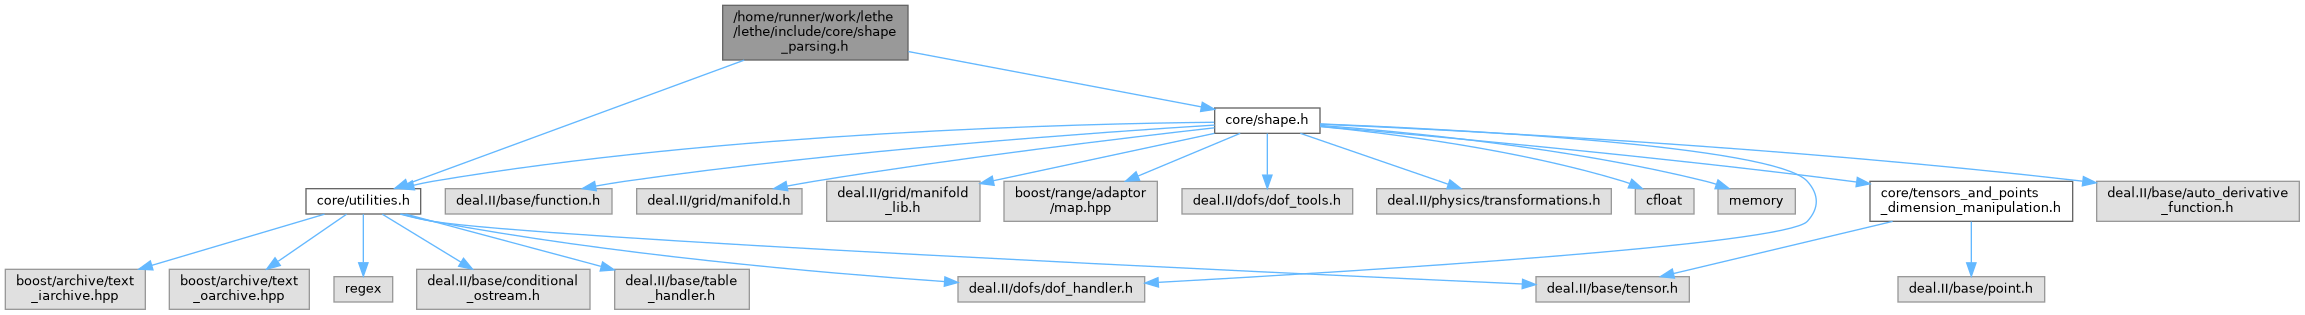 /home/runner/work/lethe
/lethe/include/core/shape
_parsing.h
core/shape.h
core/utilities.h
deal.II/base/function.h
deal.II/grid/manifold.h
deal.II/grid/manifold
_lib.h
boost/range/adaptor
/map.hpp
deal.II/dofs/dof_tools.h
deal.II/physics/transformations.h
cfloat
memory
core/tensors_and_points
_dimension_manipulation.h
deal.II/base/auto_derivative
_function.h
boost/archive/text
_iarchive.hpp
boost/archive/text
_oarchive.hpp
regex
deal.II/base/conditional
_ostream.h
deal.II/base/table
_handler.h
deal.II/dofs/dof_handler.h
deal.II/base/tensor.h
deal.II/base/point.h